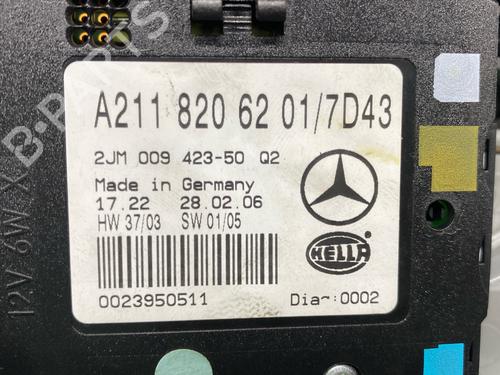 A211 820 62 01/7D43
2JM 009 423-50 Q2
Made in Germany
17.22 28.02.06
HW 37/03 SW 01/05
HELLA
0023950511
Dia 0002
12V 6W X
B-PARTS